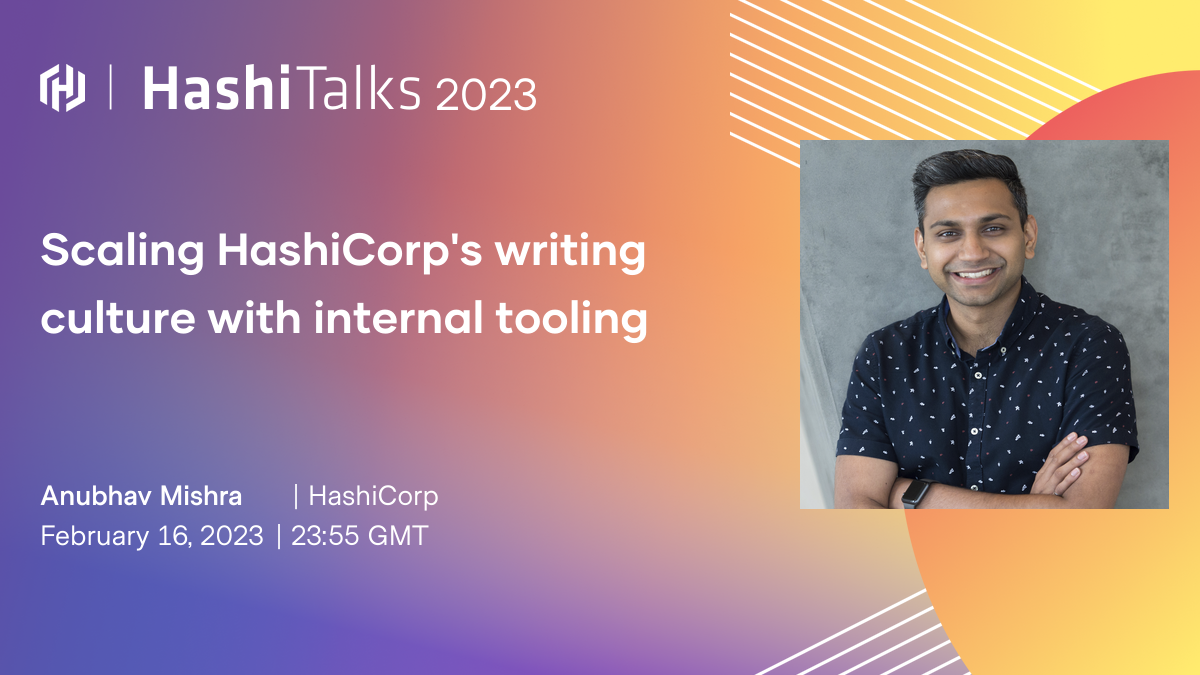 HashiTalks 2023
Scaling HashiCorp's writing
culture with internal tooling
Anubhav Mishra | HashiCorp
February 16, 2023 | 23:55 GMT